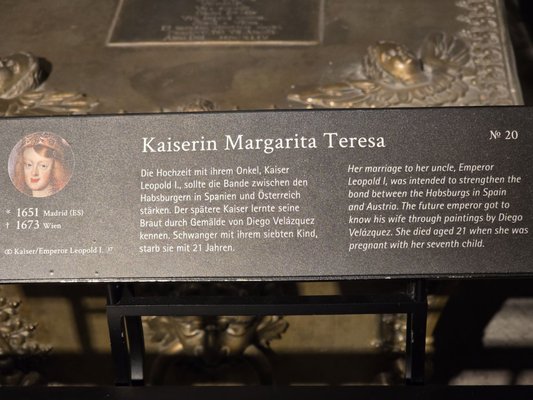 Kaiserin Margarita Teresa
№ 20
Die Hochzeit mit ihrem Onkel, Kaiser
Leopold I., sollte die Bande zwischen den
Habsburgern in Spanien und Österreich
stärken. Der spätere Kaiser lernte seine
Braut durch Gemälde von Diego Velázquez
kennen. Schwanger mit ihrem siebten Kind,
starb sie mit 21 Jahren.
Her marriage to her uncle, Emperor
Leopold I, was intended to strengthen the
bond between the Habsburgs in Spain
and Austria. The future emperor got to
know his wife through paintings by Diego
Velázquez. She died aged 21 when she was
pregnant with her seventh child.
* 1651 Madrid (ES)
† 1673 Wien
⚭ Kaiser/Emperor Leopold I. 37